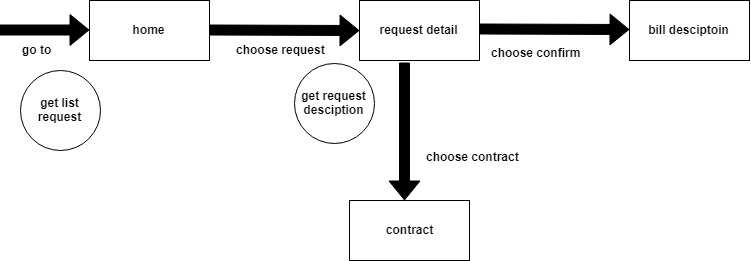 home
request detail
bill desciptoin
go to
choose request
choose confirm
get list
request
get request
desciption
choose contract
contract